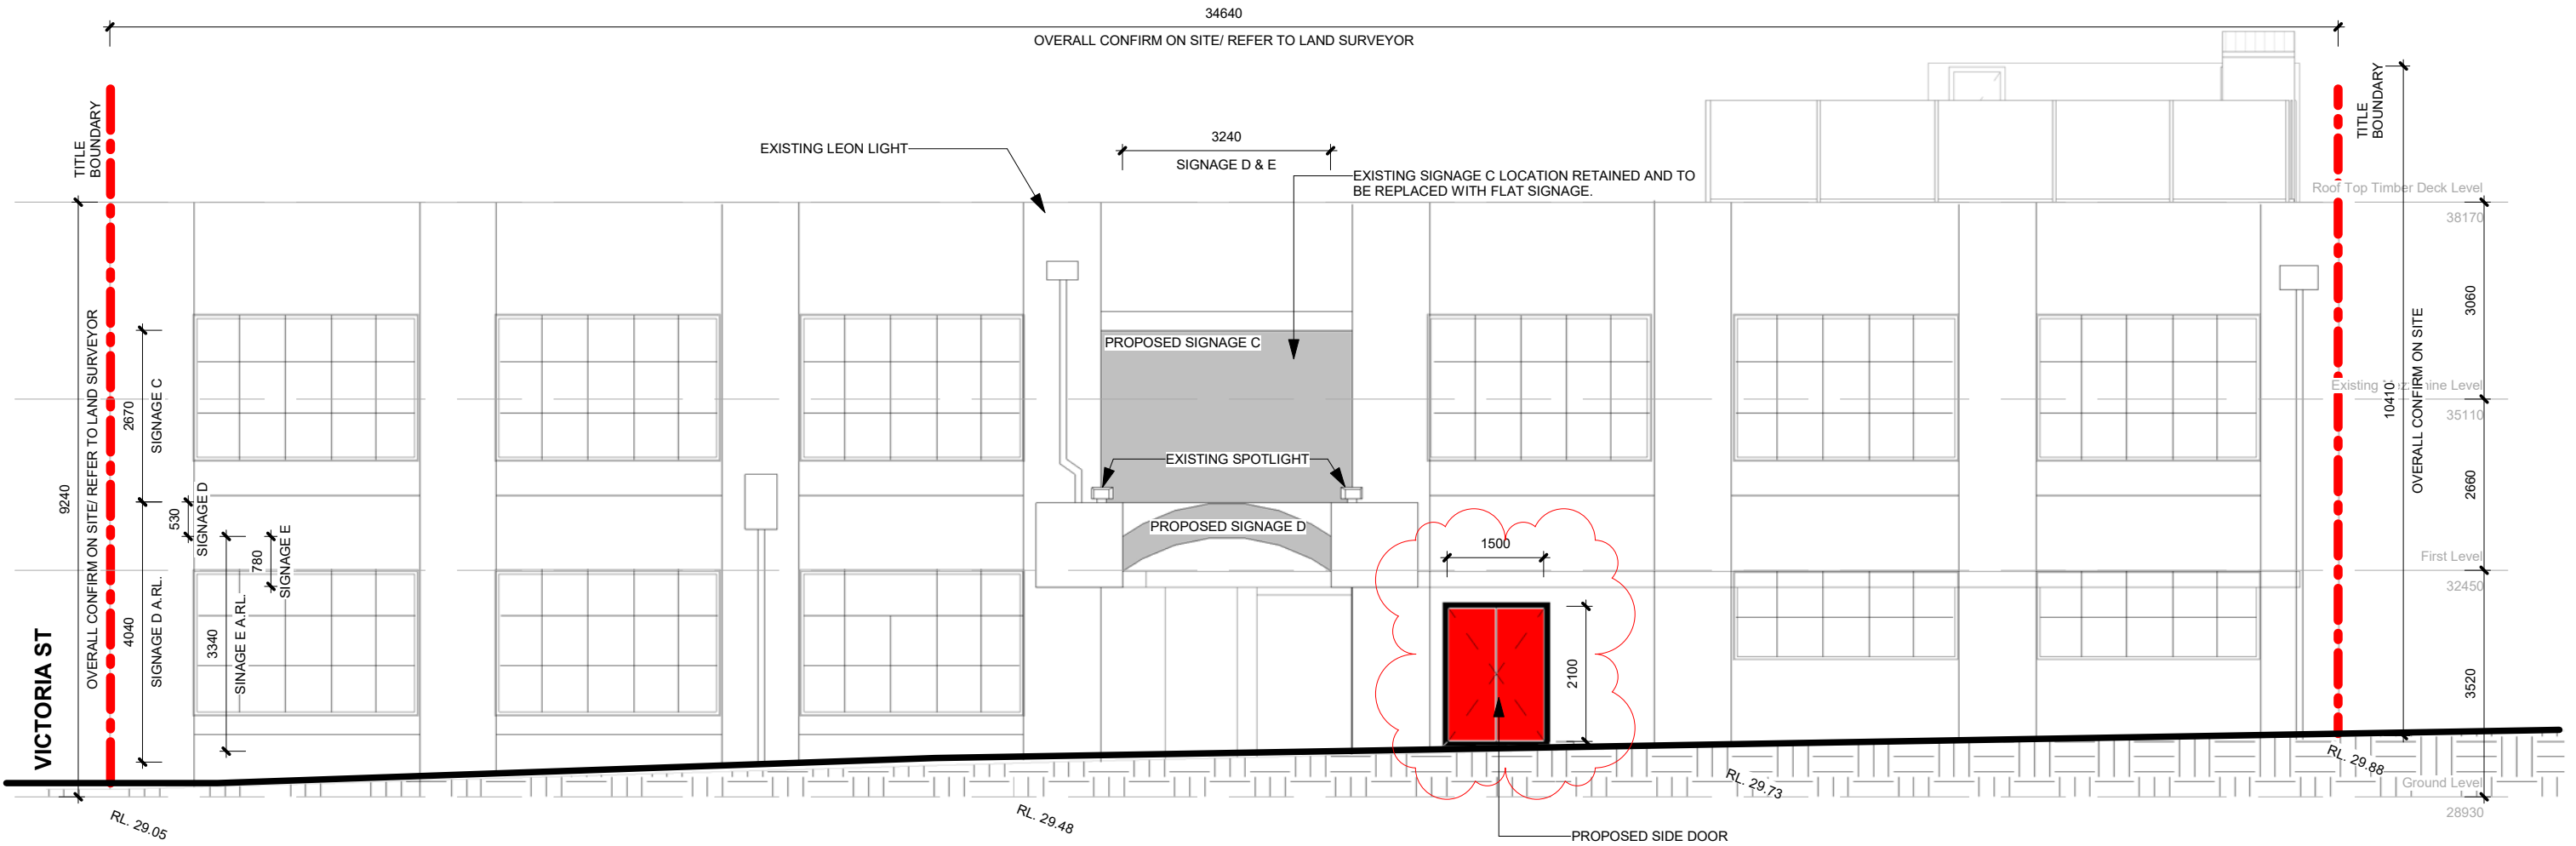 34640
OVERALL CONFIRM ON SITE/ REFER TO LAND SURVEYOR
TITLE
BOUNDARY
TITLE
BOUNDARY
3240
SIGNAGE D & E
EXISTING LEON LIGHT
EXISTING SIGNAGE C LOCATION RETAINED AND TO
BE REPLACED WITH FLAT SIGNAGE.
Roof Top Timber Deck Level
38170
3060
PROPOSED SIGNAGE C
Existing Mezzanine Level
35110
10410
OVERALL CONFIRM ON SITE
2660
EXISTING SPOTLIGHT
PROPOSED SIGNAGE D
First Level
32450
3520
1500
2100
9240
OVERALL CONFIRM ON SITE/ REFER TO LAND SURVEYOR
2670
SIGNAGE C
530
SIGNAGE D
780
SIGNAGE E
4040
SIGNAGE D A.RL.
3340
SINAGE E A.RL.
VICTORIA ST
RL. 29.05
RL. 29.48
RL. 29.73
RL. 29.88
Ground Level
28930
PROPOSED SIDE DOOR